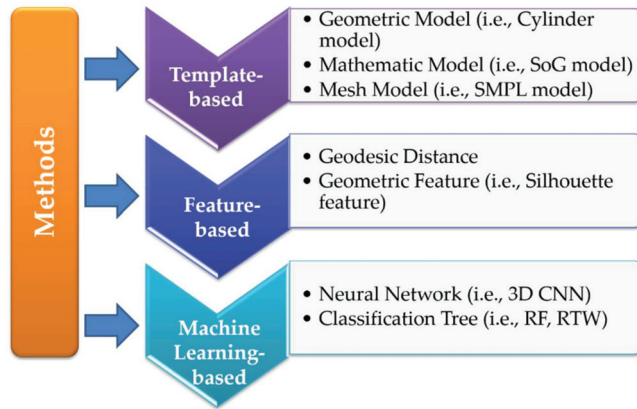 Methods
Template-
based
• Geometric Model (i.e., Cylinder
model)
• Mathematic Model (i.e., SoG model)
• Mesh Model (i.e., SMPL model)
Feature-
based
• Geodesic Distance
• Geometric Feature (i.e., Silhouette
feature)
Machine
Learning-
based
• Neural Network (i.e., 3D CNN)
• Classification Tree (i.e., RF, RTW)